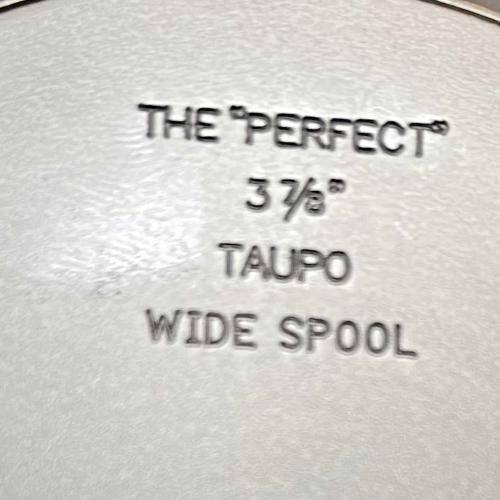 THE "PERFECT"
3 7/8"
TAUPO
WIDE SPOOL